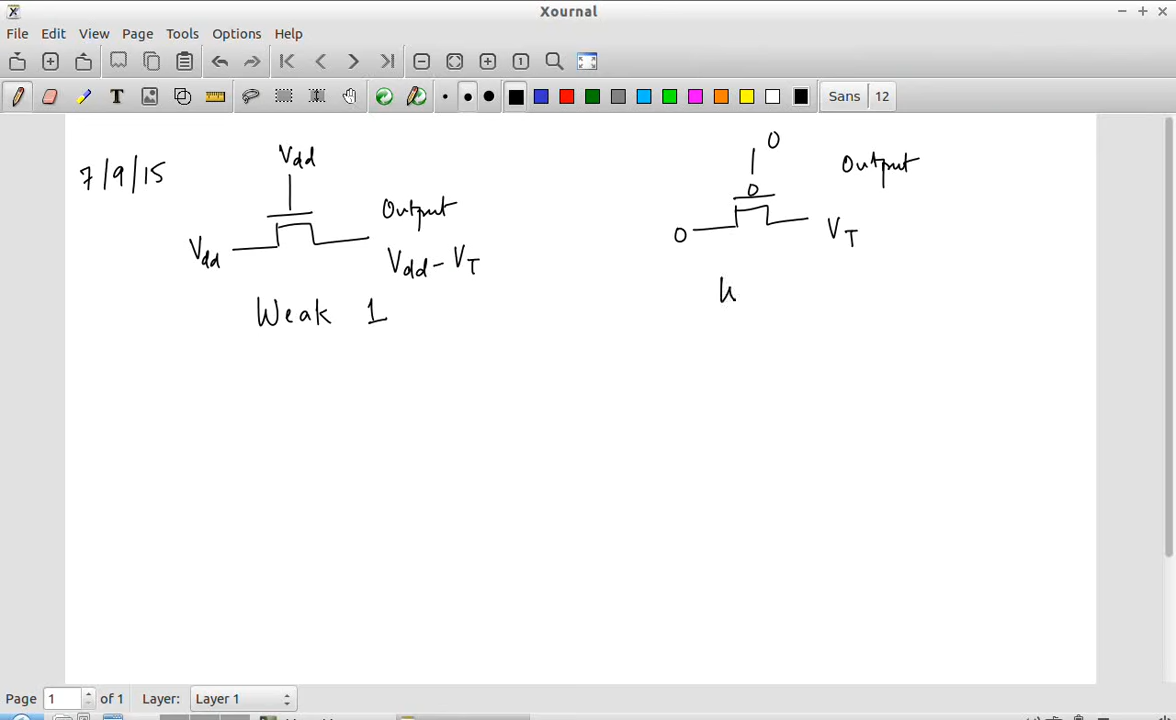 Xournal
File Edit View Page Tools Options Help
Sans 12
7/9/15
Vdd
Vdd
Output
Vdd - VT
Weak 1
0
Output
0
VT
Page 1 of 1 Layer: Layer 1